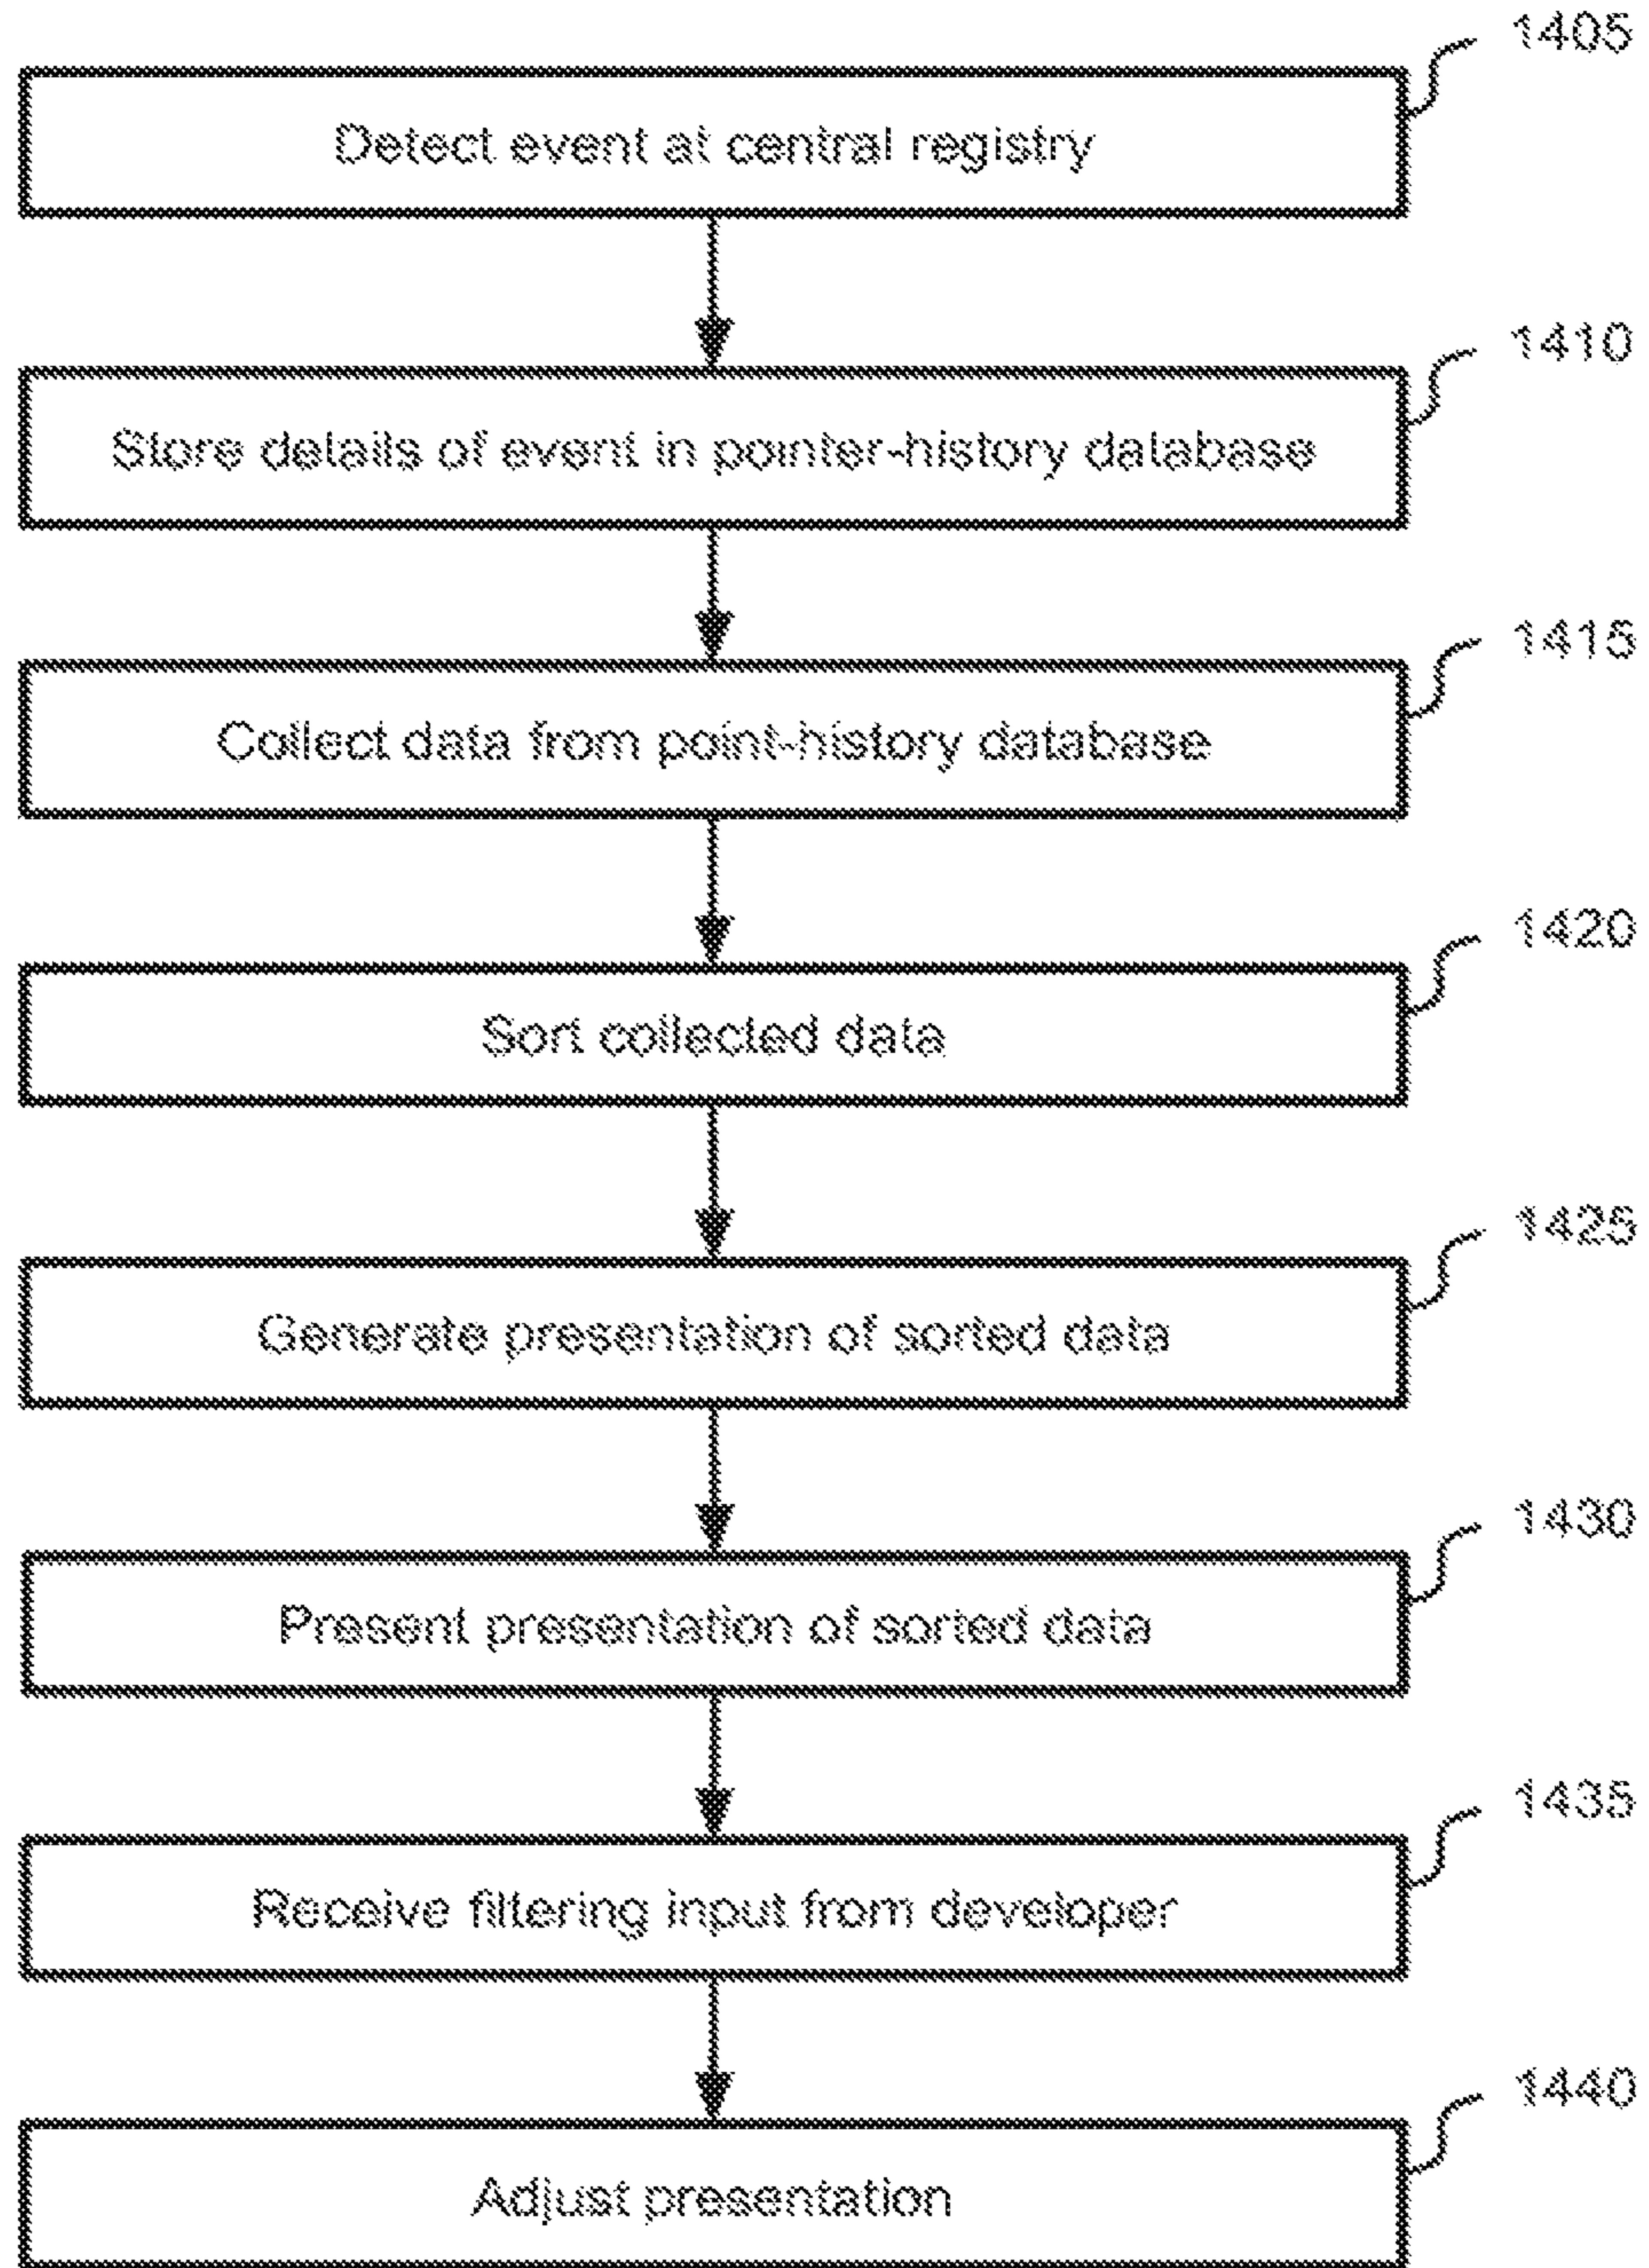 1405
Detect event at central registry
1410
Store details of event in pointer-history database
1415
Collect data from point-history database
1420
Sort collected data
1425
Generate presentation of sorted data
1430
Present presentation of sorted data
1435
Receive filtering input from developer
1440
Adjust presentation